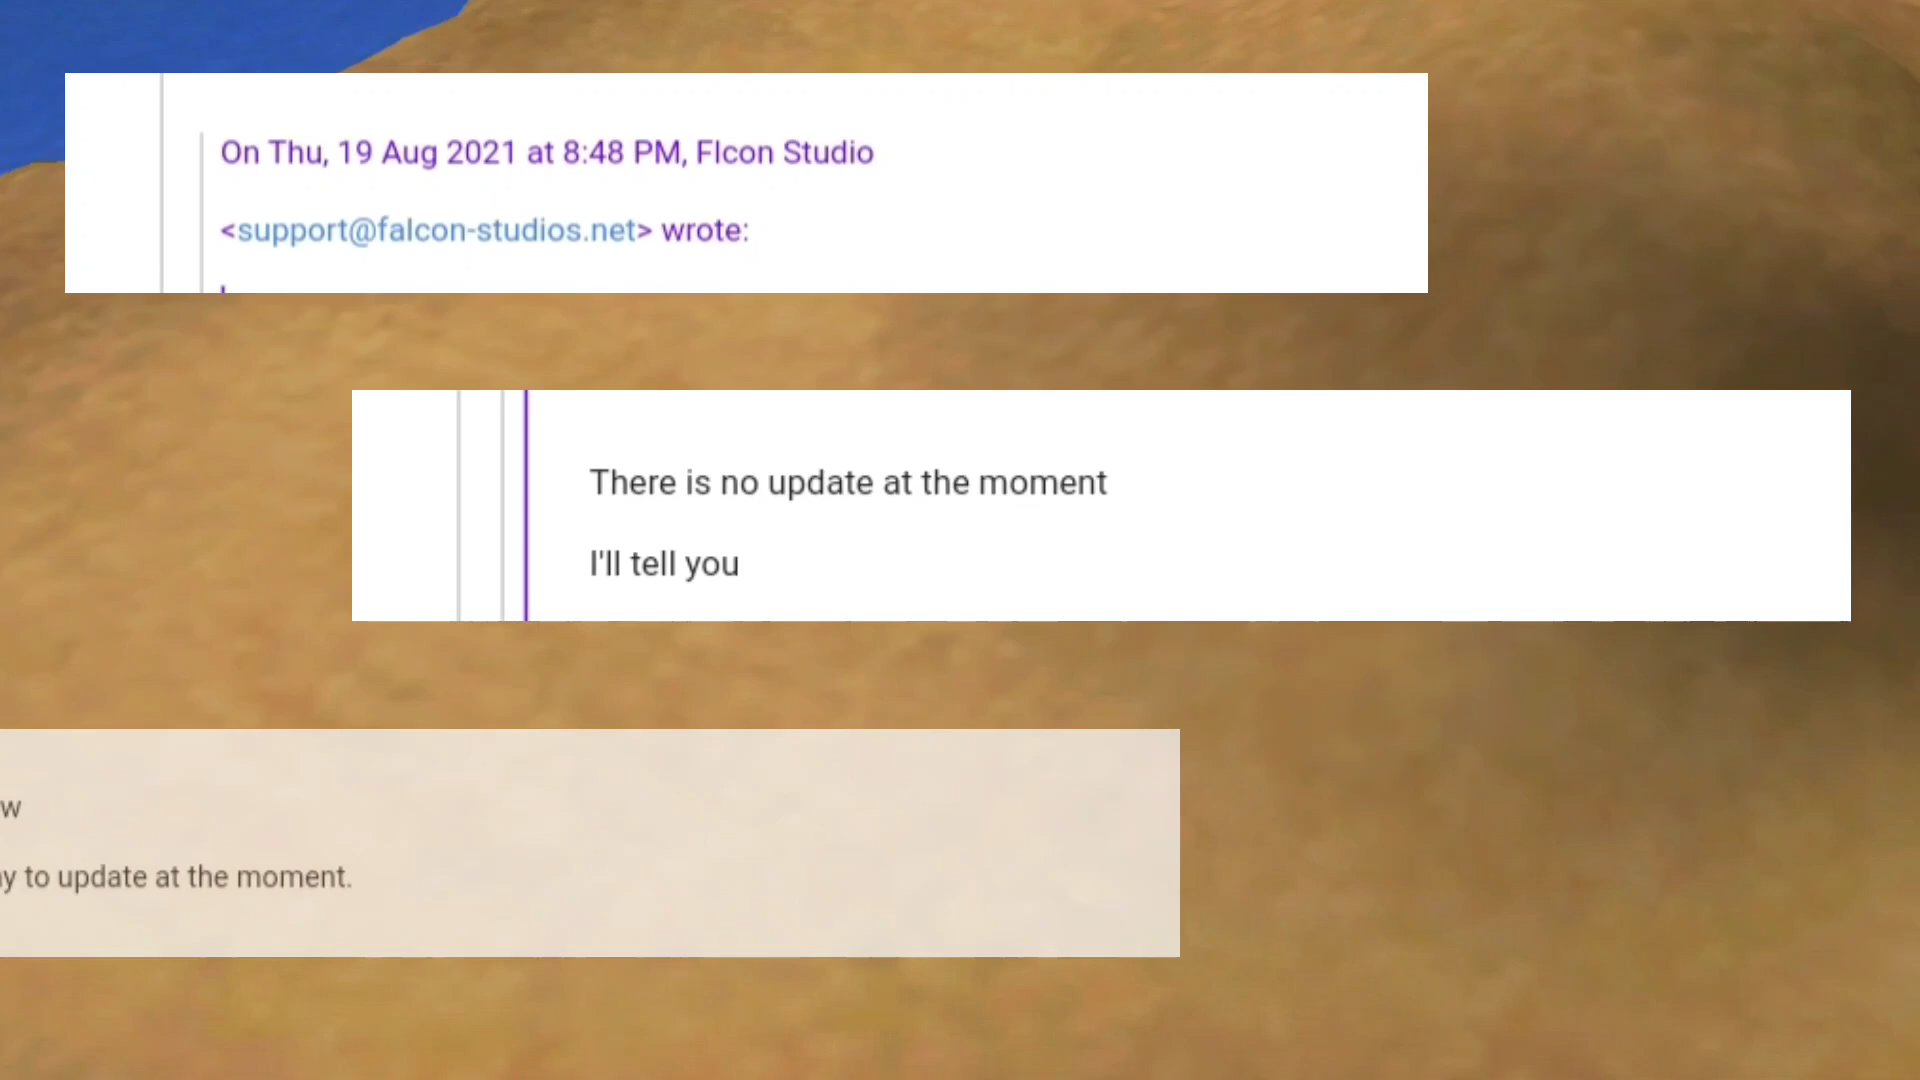 On Thu, 19 Aug 2021 at 8:48 PM, Flcon Studio
<support@falcon-studios.net> wrote:
There is no update at the moment
I'll tell you
to update at the moment.